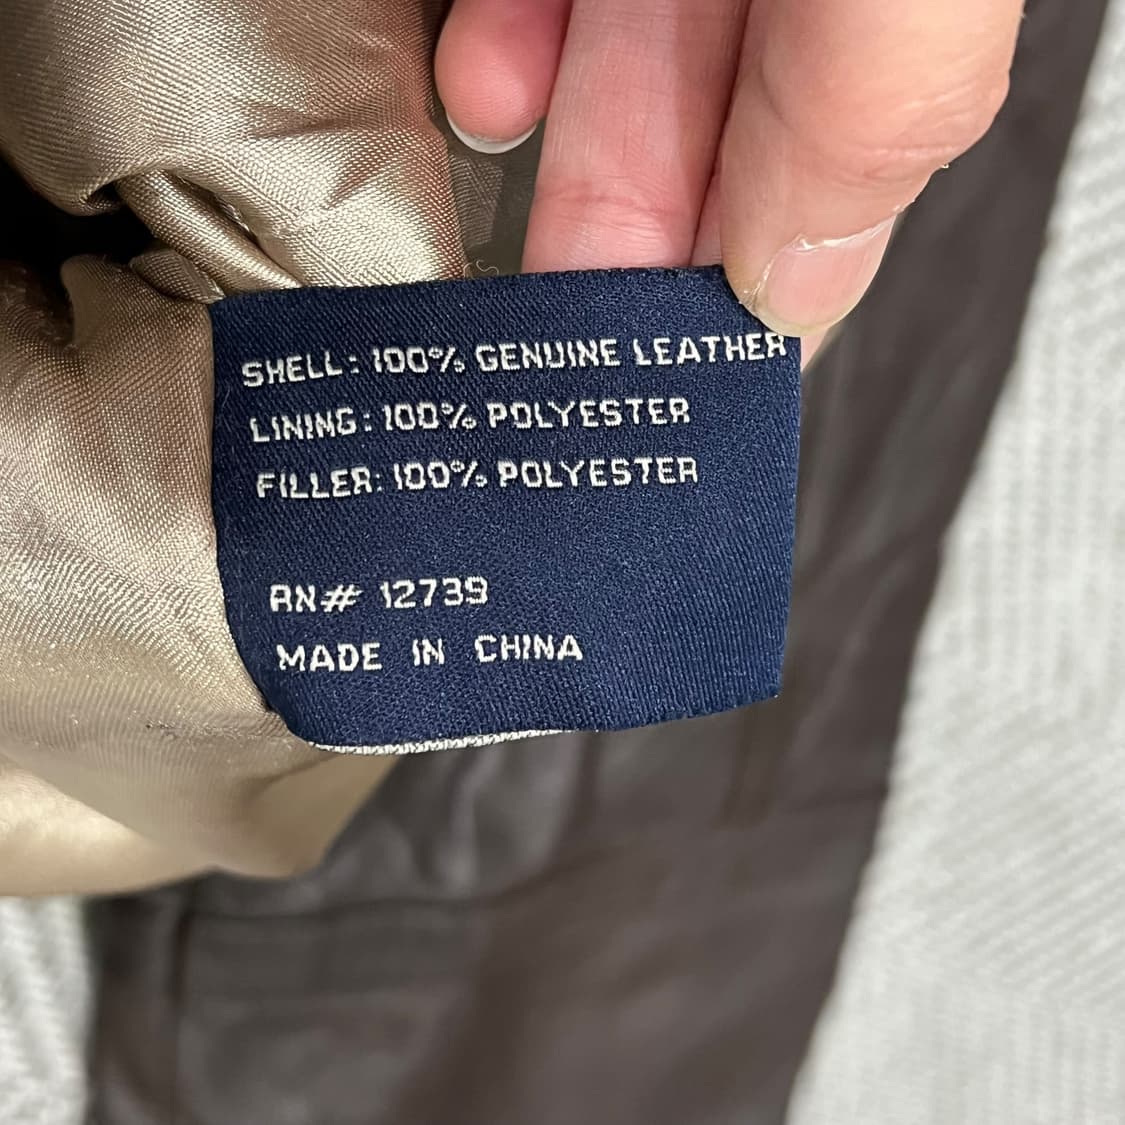 SHELL: 100% GENUINE LEATHER
LINING: 100% POLYESTER
FILLER: 100% POLYESTER
RN# 12739
MADE IN CHINA